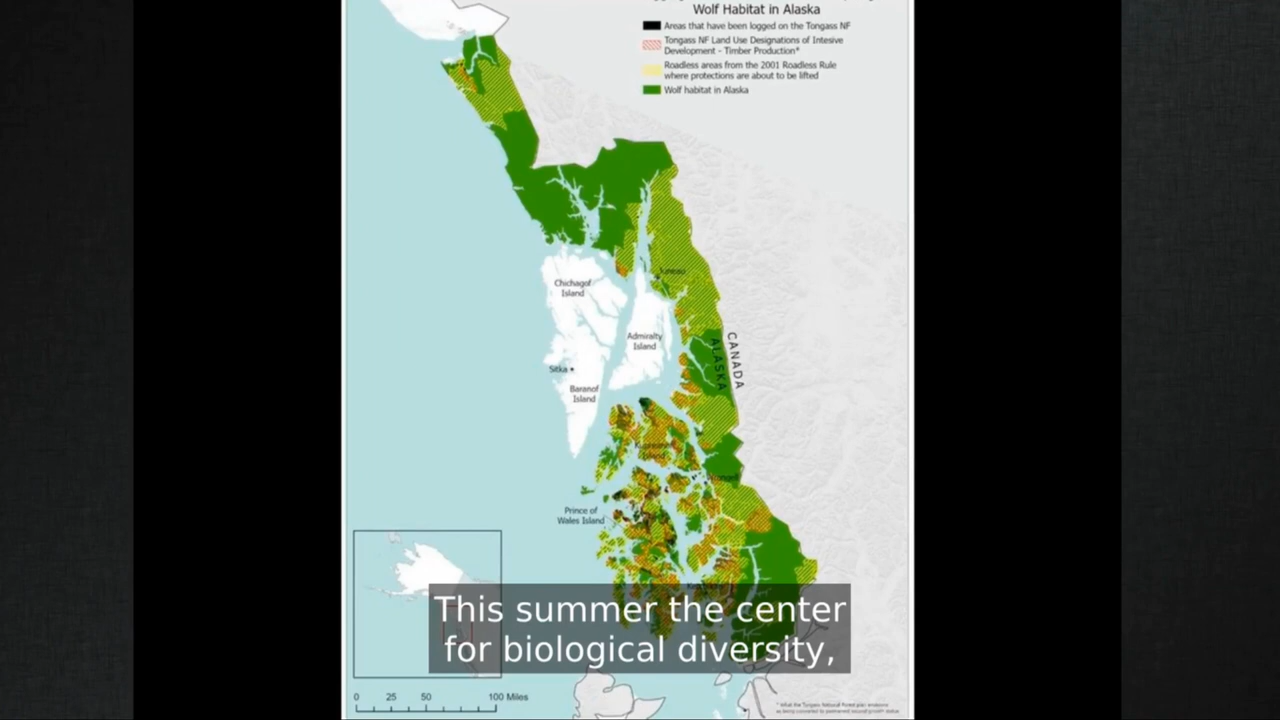 Wolf Habitat in Alaska
Areas that have been logged on the Tongass NF
Tongass NF Land Use Designations of Intesive
Development - Timber Production*
Roadless areas from the 2001 Roadless Rule
where protections are about to be lifted
Wolf habitat in Alaska
Juneau
Chichagof
Island
Admiralty
Island
CANADA
ALASKA
Sitka
Baranof
Island
Prince of
Wales Island
This summer the center
for biological diversity,
0 25 50 100 Miles